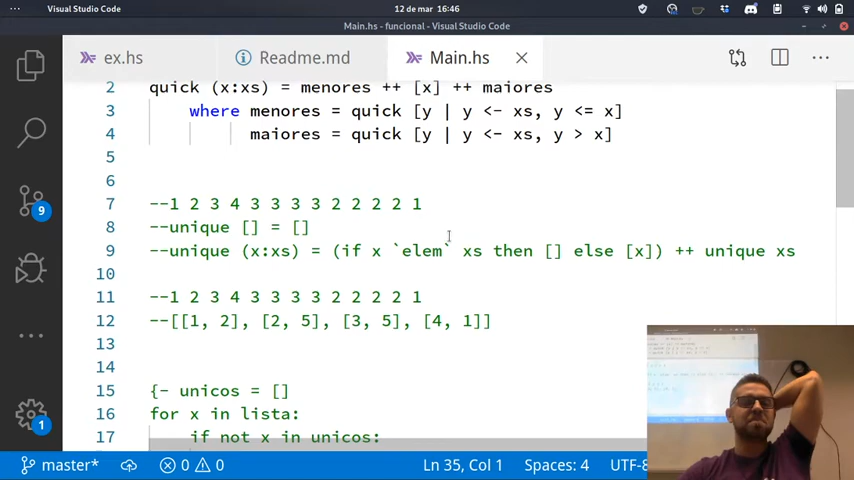 Visual Studio Code
12 de mar 16:46
Main.hs - funcional - Visual Studio Code
ex.hs
Readme.md
Main.hs
2 quick (x:xs) = menores ++ [x] ++ maiores
3 where menores = quick [y | y <- xs, y <= x]
4 maiores = quick [y | y <- xs, y > x]
5
6
7 --1 2 3 4 3 3 3 3 2 2 2 2 1
8 --unique [] = []
9 --unique (x:xs) = (if x `elem` xs then [] else [x]) ++ unique xs
10
11 --1 2 3 4 3 3 3 3 2 2 2 2 1
12 --[[1, 2], [2, 5], [3, 5], [4, 1]]
13
14
15 {- unicos = []
16 for x in lista:
17 if not x in unicos:
9
1
master* 0 0 Ln 35, Col 1 Spaces: 4 UTF-8